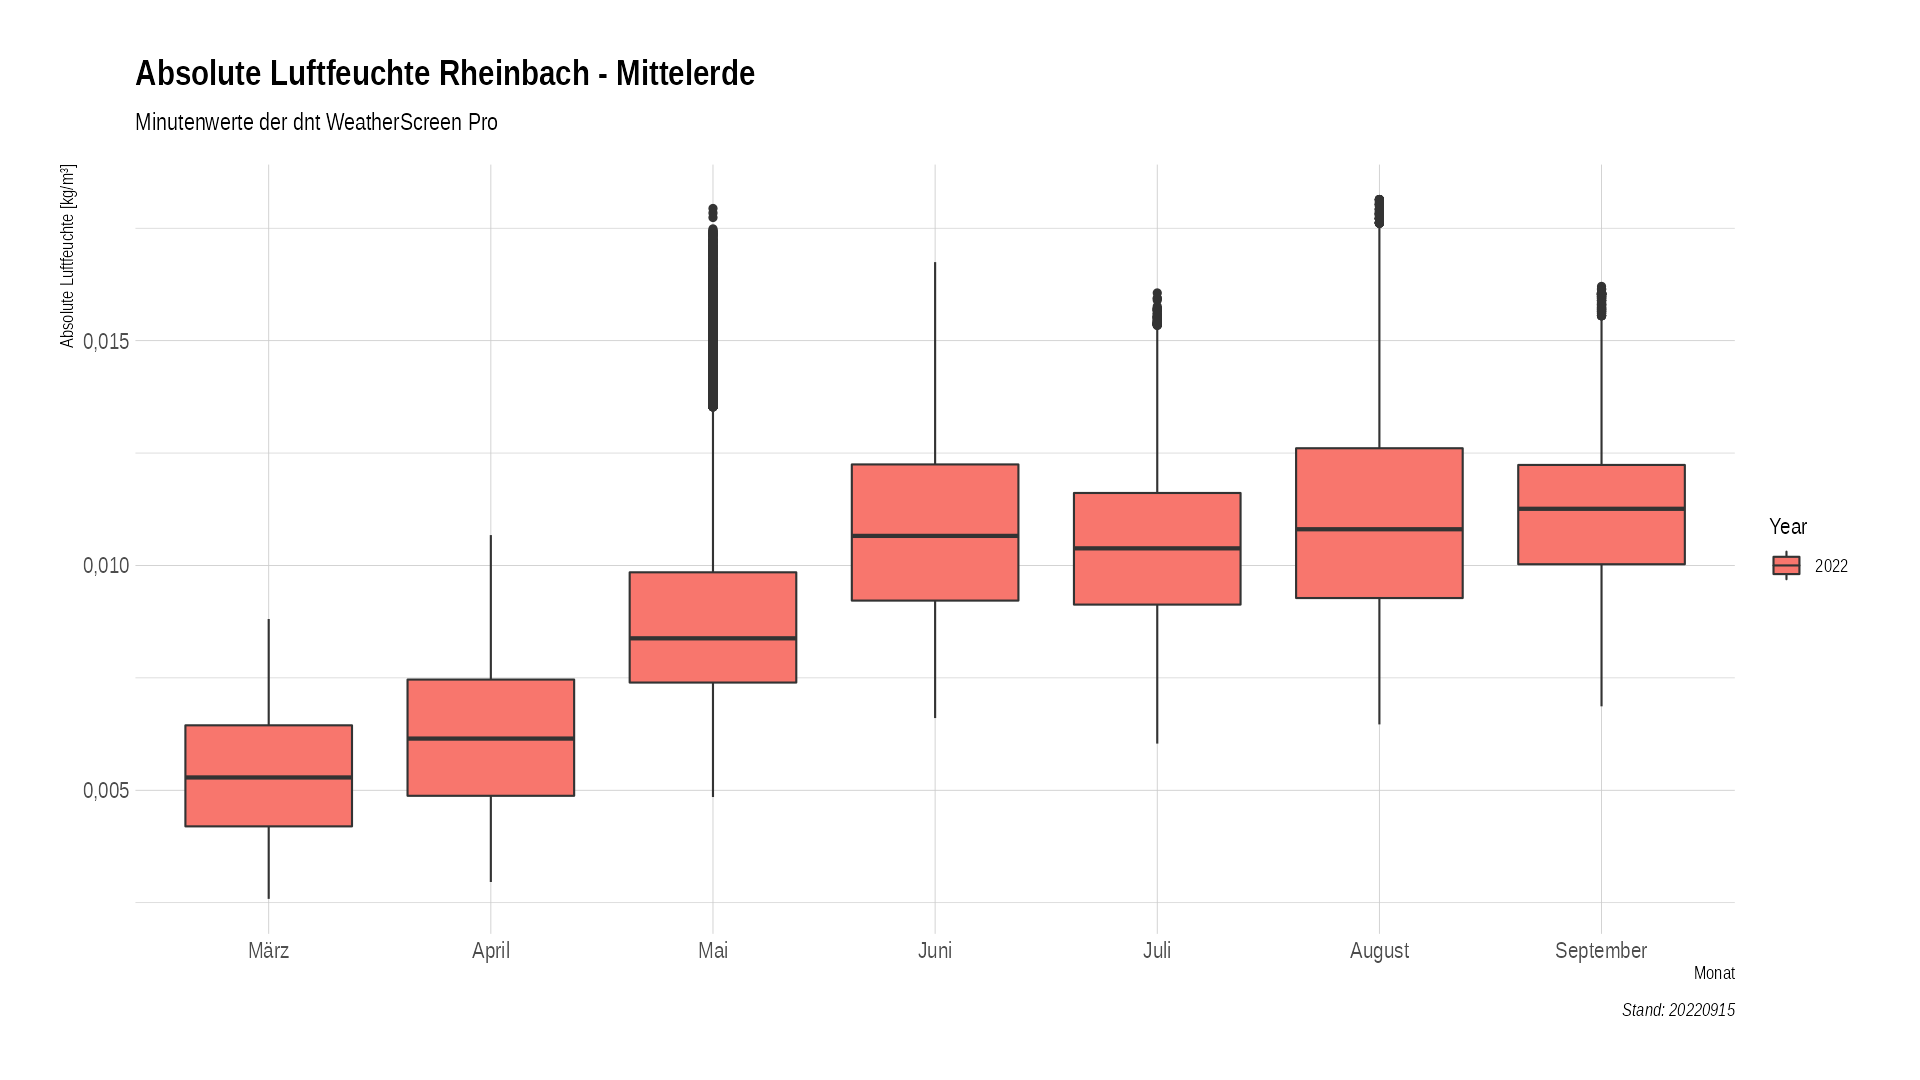 Absolute Luftfeuchte Rheinbach - Mittelerde
Minutenwerte der dnt WeatherScreen Pro
Absolute Luftfeuchte [kg/m³]
0,015
0,010
0,005
März
April
Mai
Juni
Juli
August
September
Monat
Year
2022
Stand: 20220915